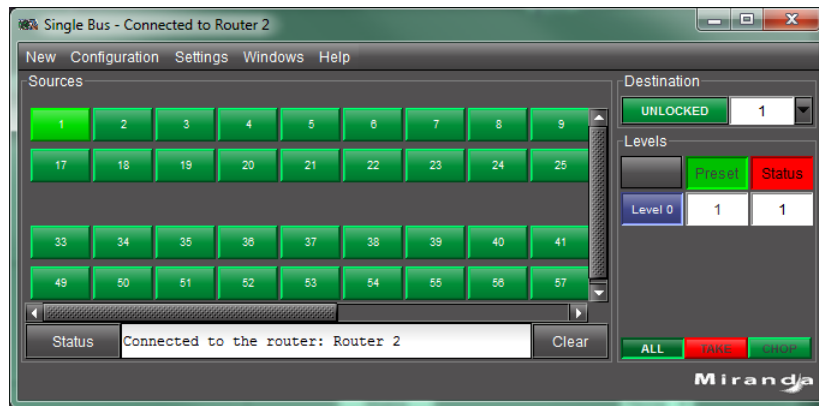 Single Bus - Connected to Router 2
New Configuration Settings Windows Help
Sources
1 2 3 4 5 6 7 8 9
17 18 19 20 21 22 23 24 25
33 34 35 36 37 38 39 40 41
49 50 51 52 53 54 55 56 57
Status Connected to the router: Router 2 Clear
Destination
UNLOCKED 1
Levels
Preset Status
Level 0 1 1
ALL TAKE CHOP
Miranda